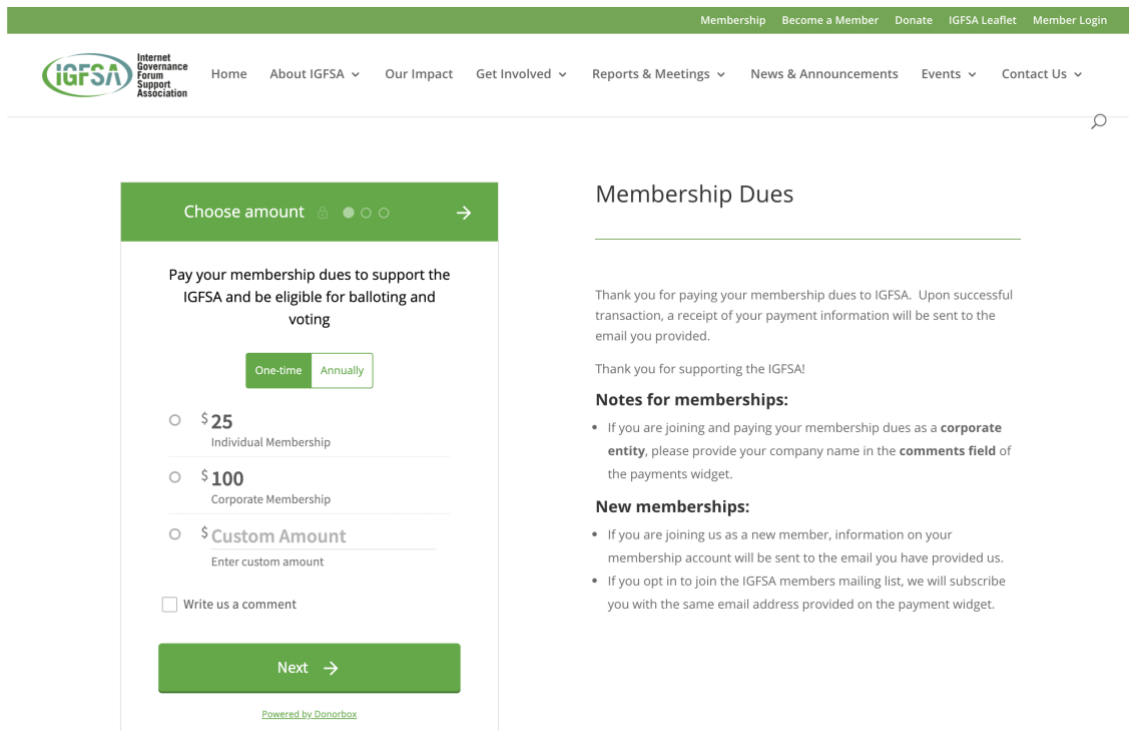 Membership Become a Member Donate IGFSA Leaflet Member Login
IGFSA
Internet
Governance
Forum
Support
Association
Home About IGFSA Our Impact Get Involved Reports & Meetings News & Announcements Events Contact Us
Choose amount
Pay your membership dues to support the
IGFSA and be eligible for balloting and
voting
One-time Annually
$25
Individual Membership
$100
Corporate Membership
$ Custom Amount
Enter custom amount
Write us a comment
Next
Powered by Donorbox
Membership Dues
Thank you for paying your membership dues to IGFSA. Upon successful
transaction, a receipt of your payment information will be sent to the
email you provided.
Thank you for supporting the IGFSA!
Notes for memberships:
• If you are joining and paying your membership dues as a corporate
entity, please provide your company name in the comments field of
the payments widget.
New memberships:
• If you are joining us as a new member, information on your
membership account will be sent to the email you have provided us.
• If you opt in to join the IGFSA members mailing list, we will subscribe
you with the same email address provided on the payment widget.